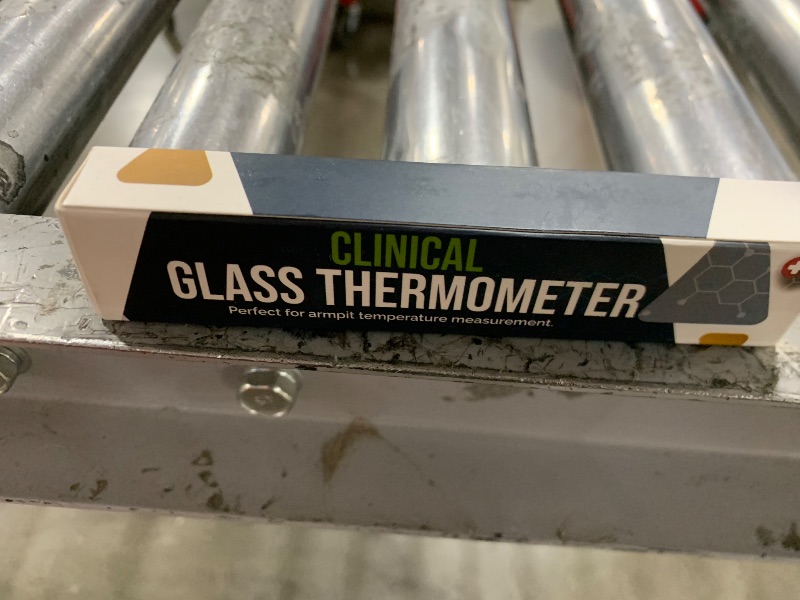 CLINICAL
GLASS THERMOMETER
Perfect for armpit temperature measurement.